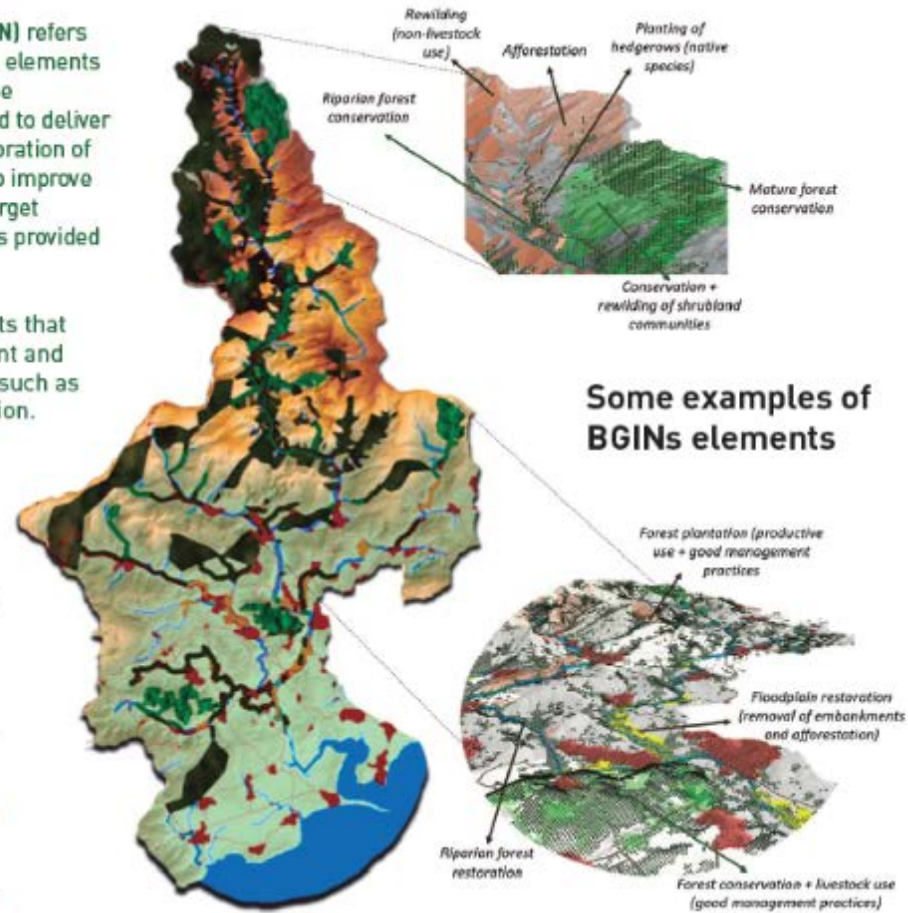 N) refers
elements
e
d to deliver
oration of
o improve
rget
s provided
ts that
nt and
such as
ion.
Rewilding
(non-livestock
use)
Afforestation
Planting of
hedgerows (native
species)
Riparian forest
conservation
Mature forest
conservation
Conservation +
rewilding of shrubland
communities
Some examples of
BGINs elements
Forest plantation (productive
use + good management
practices
Floodplain restoration
(removal of embankments
and afforestation)
Riparian forest
restoration
Forest conservation + livestock use
(good management practices)